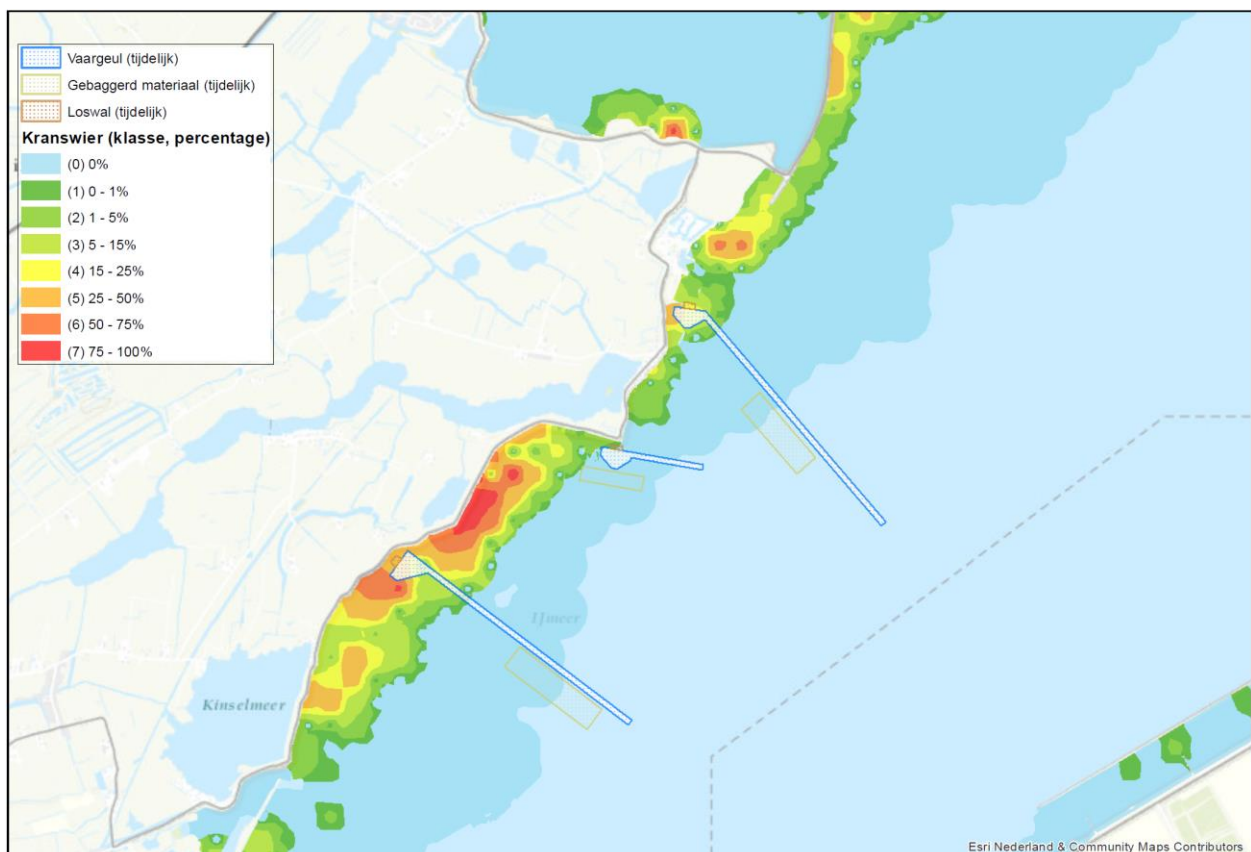 Vaargeul (tijdelijk)
Gebaggerd materiaal (tijdelijk)
Loswal (tijdelijk)
Kranswier (klasse, percentage)
(0) 0%
(1) 0 - 1%
(2) 1 - 5%
(3) 5 - 15%
(4) 15 - 25%
(5) 25 - 50%
(6) 50 - 75%
(7) 75 - 100%
IJmeer
Kinselmeer
Esri Nederland & Community Maps Contributors